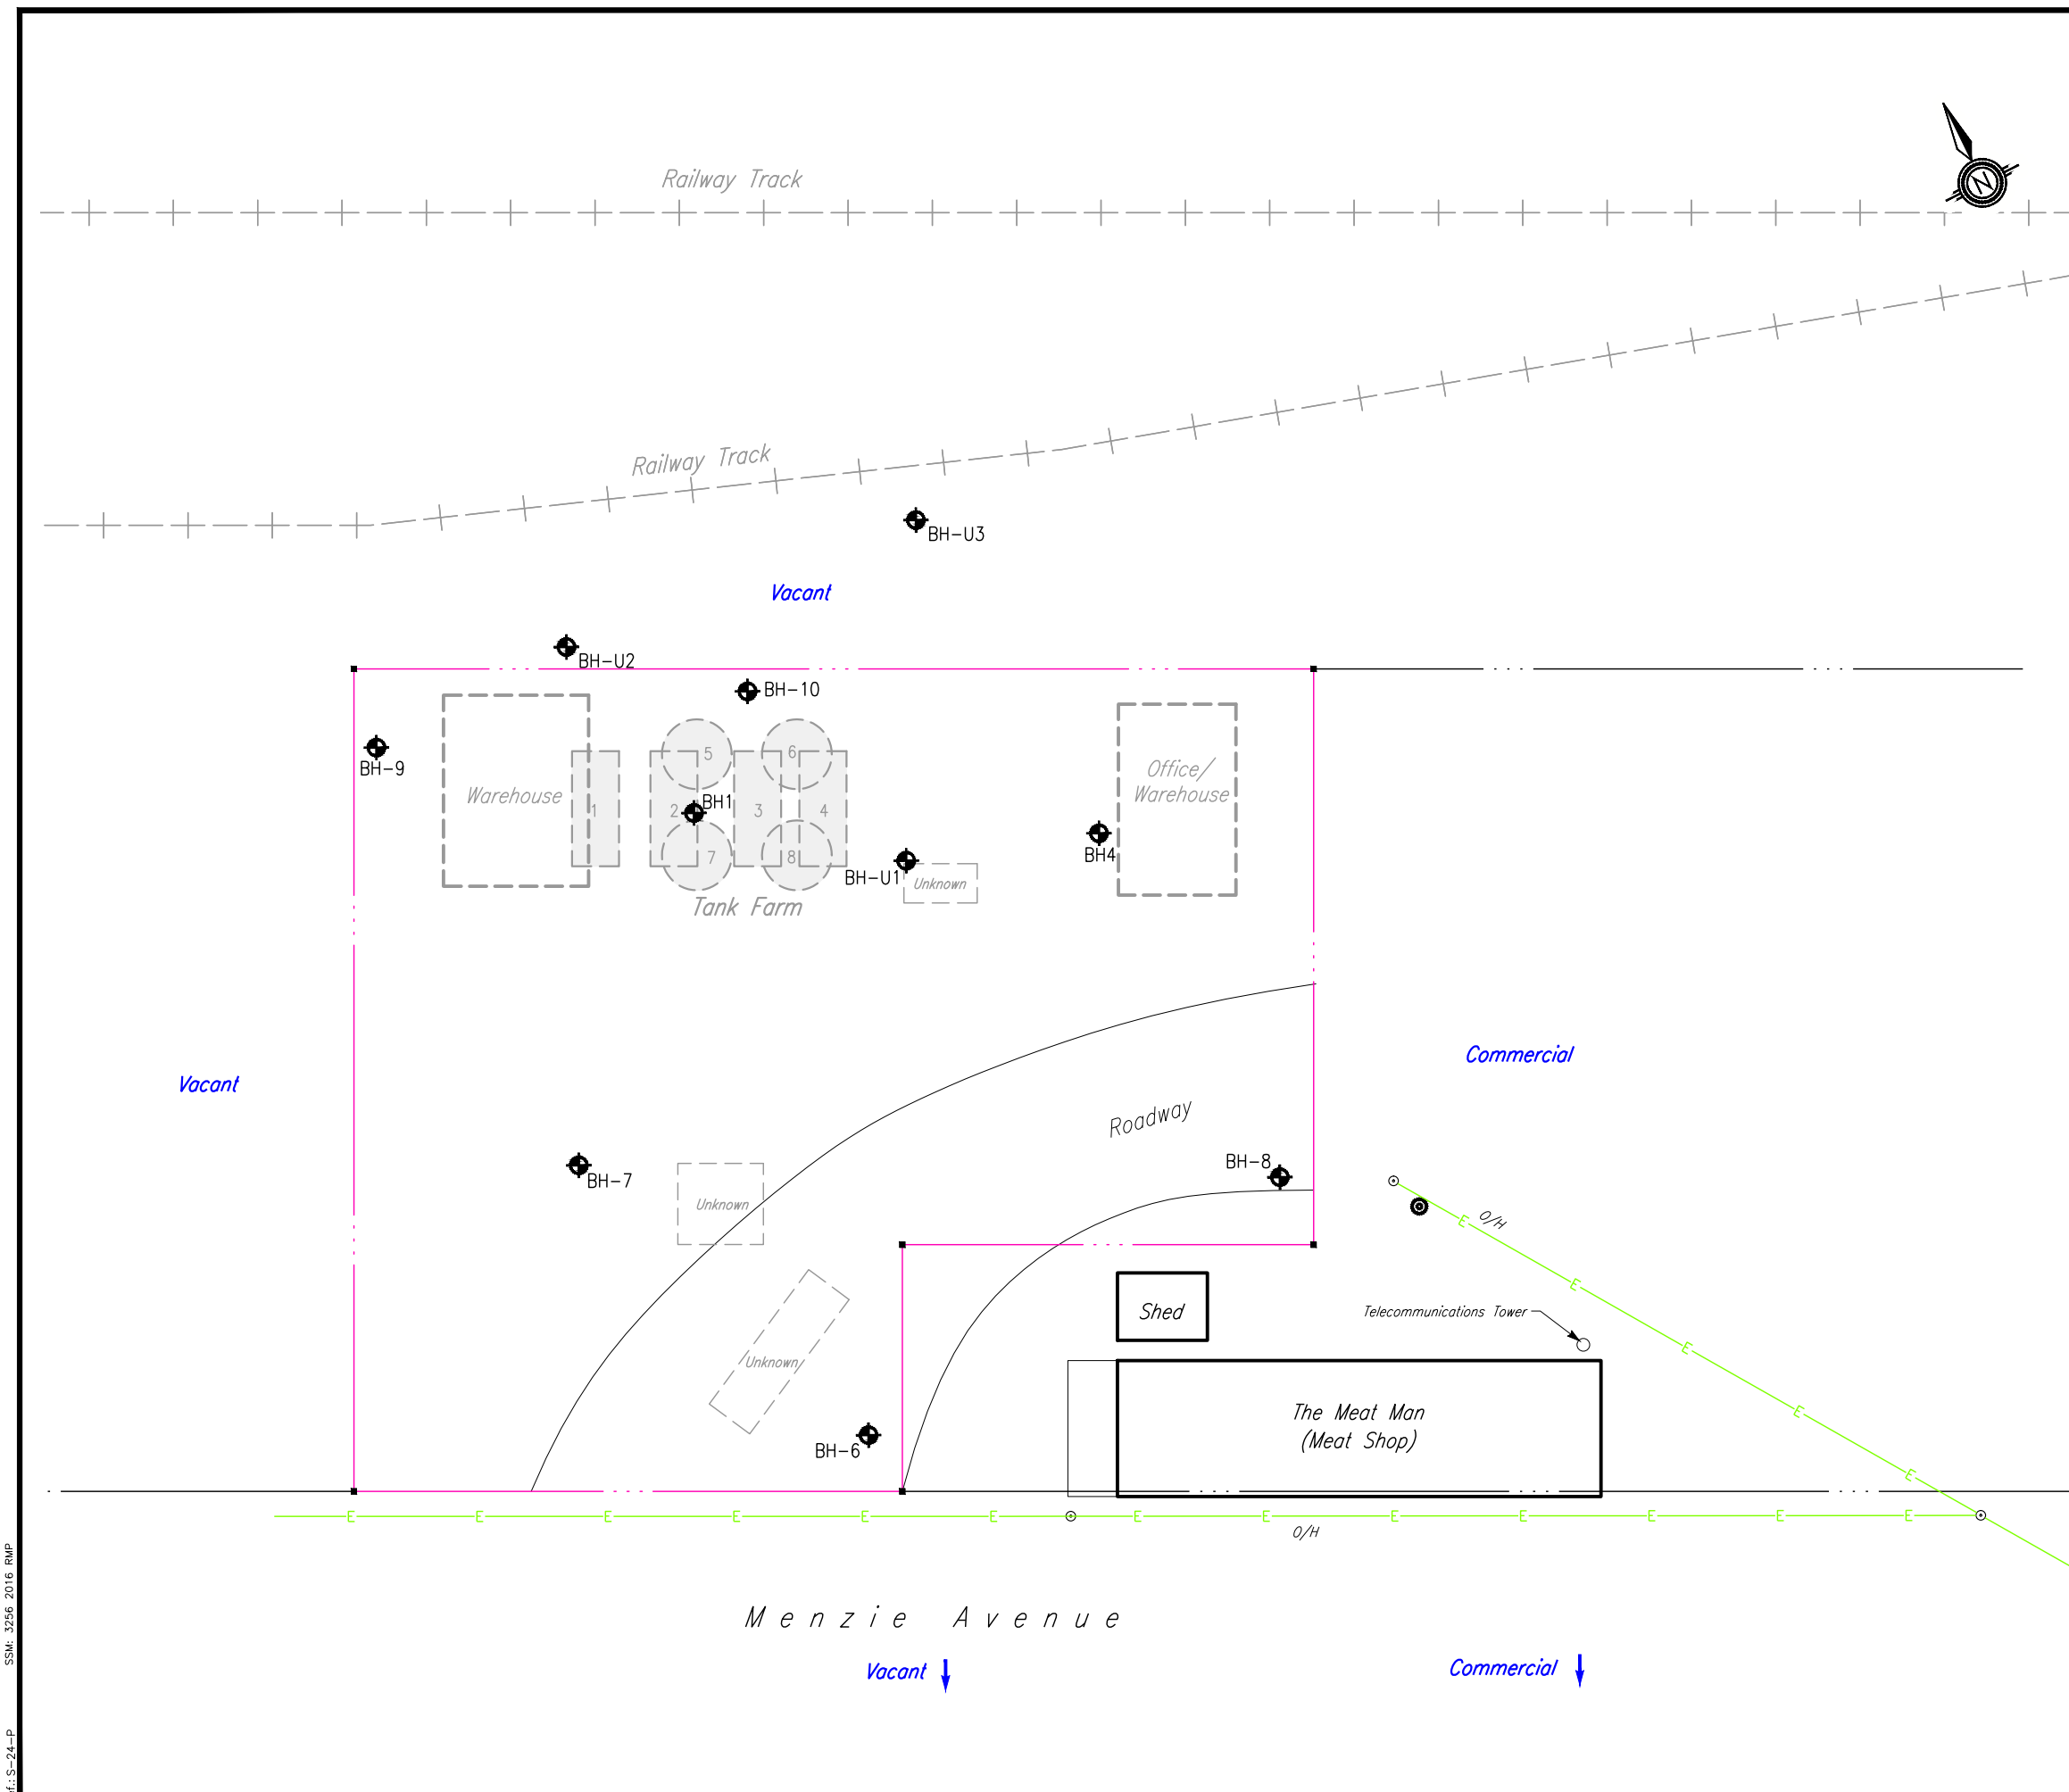 N
Railway Track
Railway Track
BH-U3
Vacant
BH-U2
BH-10
BH-9
Warehouse
1
2
3
4
5
6
7
8
BH1
Tank Farm
BH-U1
Unknown
BH4
Office/
Warehouse
Vacant
Commercial
Roadway
BH-7
Unknown
BH-8
O/H
E
E
E
E
E
Shed
Telecommunications Tower
Unknown
The Meat Man
(Meat Shop)
BH-6
E E E E E E E E E E E E E
O/H
Menzie Avenue
Vacant
Commercial
SSM: 3256 2016 RMP
f.: S-24-P